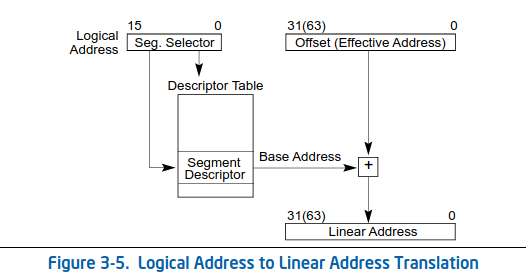 15 0
31(63) 0
Logical
Address
Seg. Selector
Offset (Effective Address)
Descriptor Table
Segment
Descriptor
Base Address
+
31(63) 0
Linear Address
Figure 3-5. Logical Address to Linear Address Translation